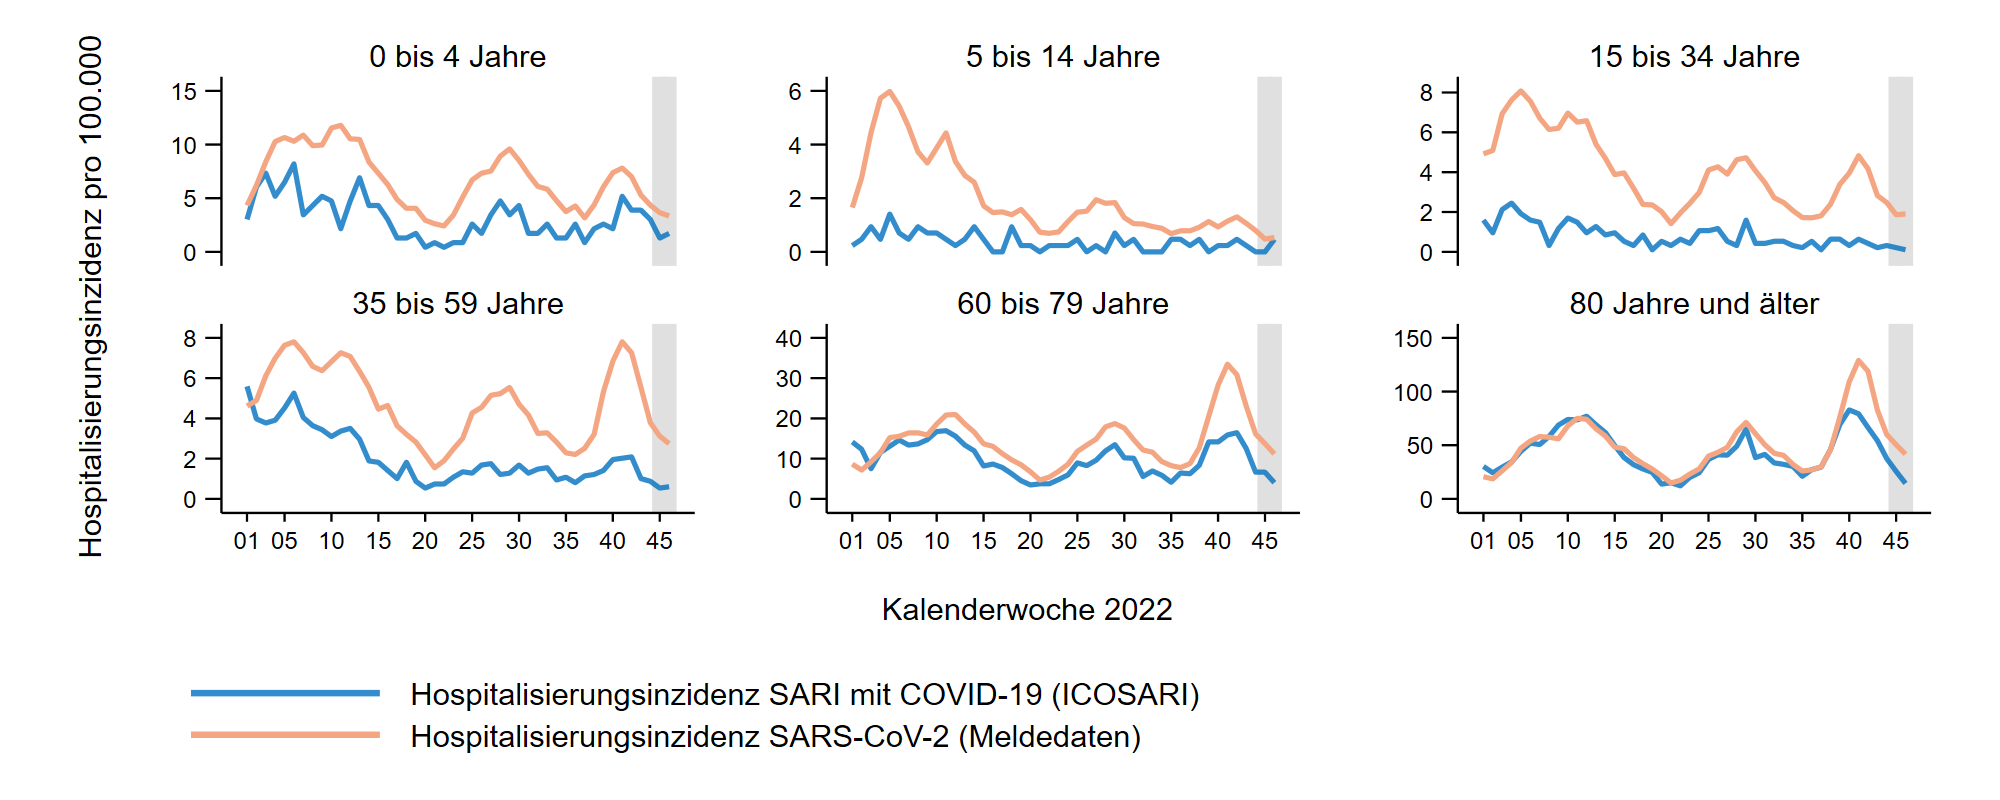 Hospitalisierungsinzidenz pro 100.000
0 bis 4 Jahre
15
10
5
0
5 bis 14 Jahre
6
4
2
0
15 bis 34 Jahre
8
6
4
2
0
35 bis 59 Jahre
8
6
4
2
0
01 05 10 15 20 25 30 35 40 45
60 bis 79 Jahre
40
30
20
10
0
01 05 10 15 20 25 30 35 40 45
80 Jahre und älter
150
100
50
0
01 05 10 15 20 25 30 35 40 45
Kalenderwoche 2022
Hospitalisierungsinzidenz SARI mit COVID-19 (ICOSARI)
Hospitalisierungsinzidenz SARS-CoV-2 (Meldedaten)